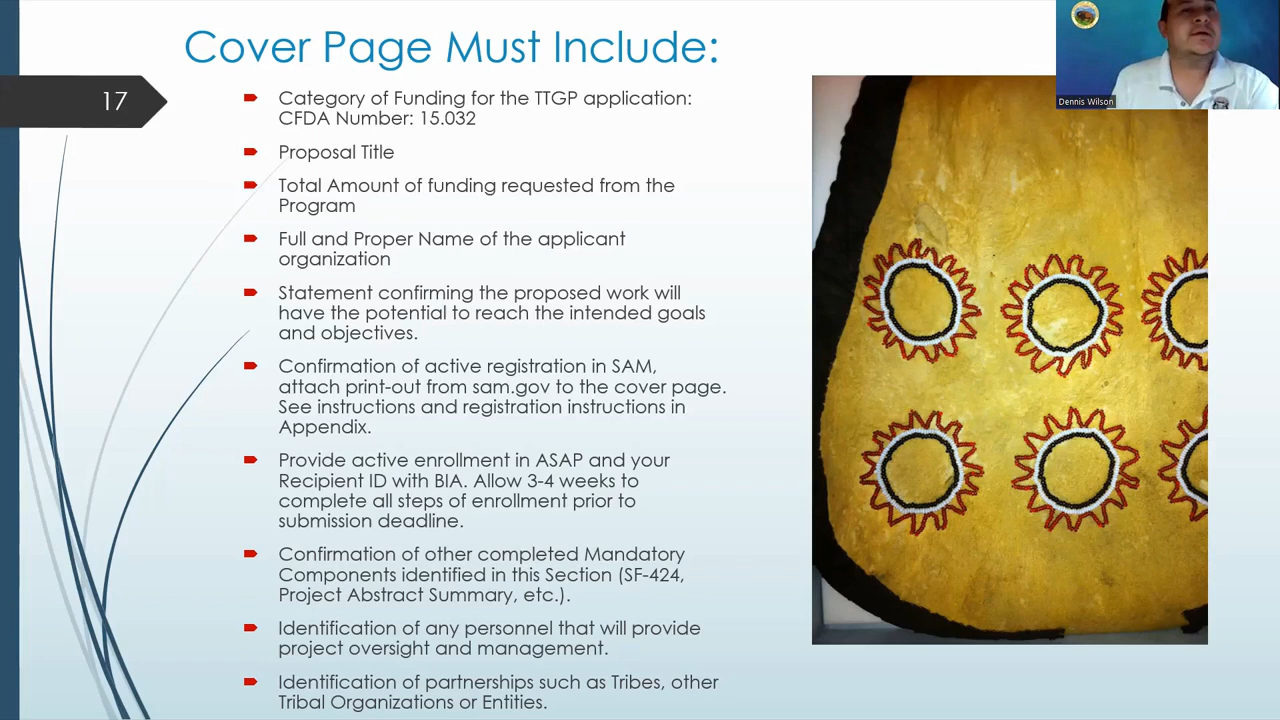 Cover Page Must Include:
17
Category of Funding for the TTGP application:
CFDA Number: 15.032
Proposal Title
Total Amount of funding requested from the
Program
Full and Proper Name of the applicant
organization
Statement confirming the proposed work will
have the potential to reach the intended goals
and objectives.
Confirmation of active registration in SAM,
attach print-out from sam.gov to the cover page.
See instructions and registration instructions in
Appendix.
Provide active enrollment in ASAP and your
Recipient ID with BIA. Allow 3-4 weeks to
complete all steps of enrollment prior to
submission deadline.
Confirmation of other completed Mandatory
Components identified in this Section (SF-424,
Project Abstract Summary, etc.).
Identification of any personnel that will provide
project oversight and management.
Identification of partnerships such as Tribes, other
Tribal Organizations or Entities.
Dennis Wilson